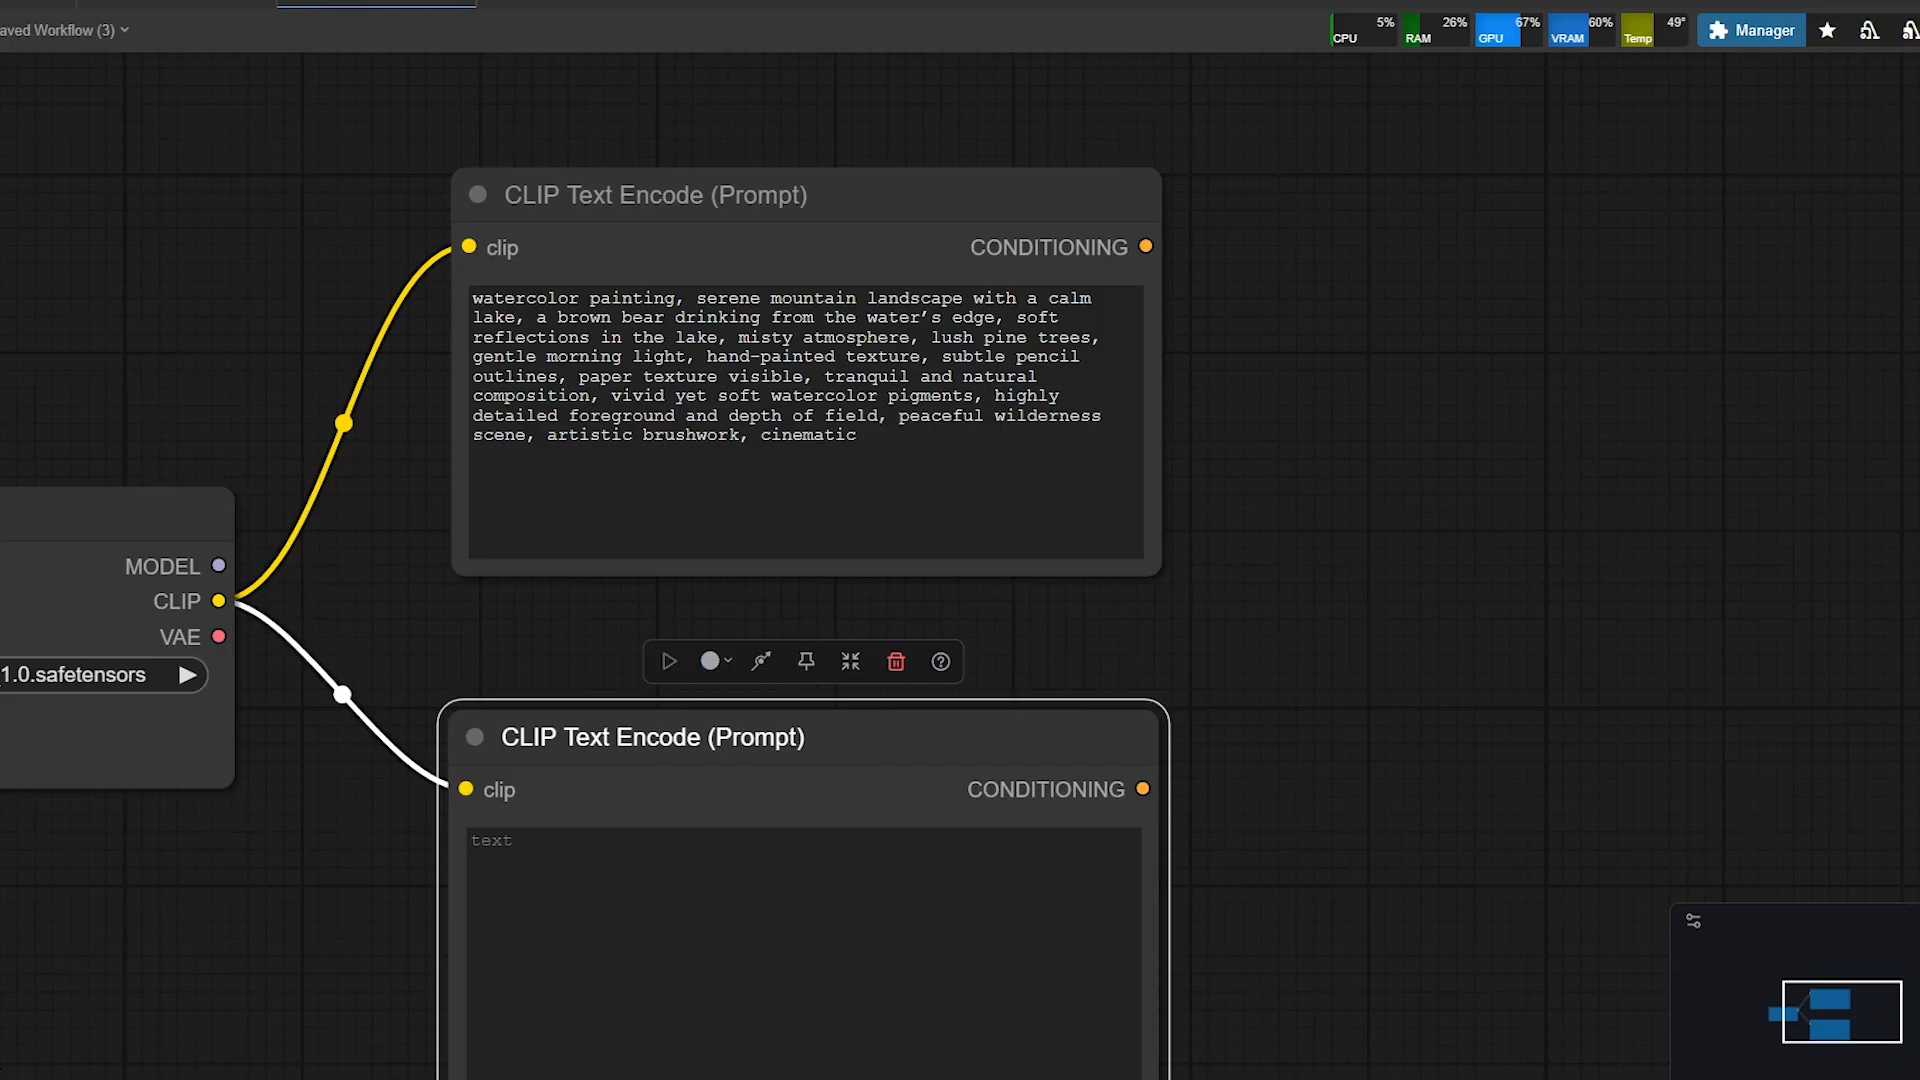 aved Workflow (3)
5%
CPU
26%
RAM
67%
GPU
60%
VRAM
49°
Temp
Manager
CLIP Text Encode (Prompt)
clip
CONDITIONING
watercolor painting, serene mountain landscape with a calm
lake, a brown bear drinking from the water’s edge, soft
reflections in the lake, misty atmosphere, lush pine trees,
gentle morning light, hand-painted texture, subtle pencil
outlines, paper texture visible, tranquil and natural
composition, vivid yet soft watercolor pigments, highly
detailed foreground and depth of field, peaceful wilderness
scene, artistic brushwork, cinematic
MODEL
CLIP
VAE
1.0.safetensors
CLIP Text Encode (Prompt)
clip
CONDITIONING
text